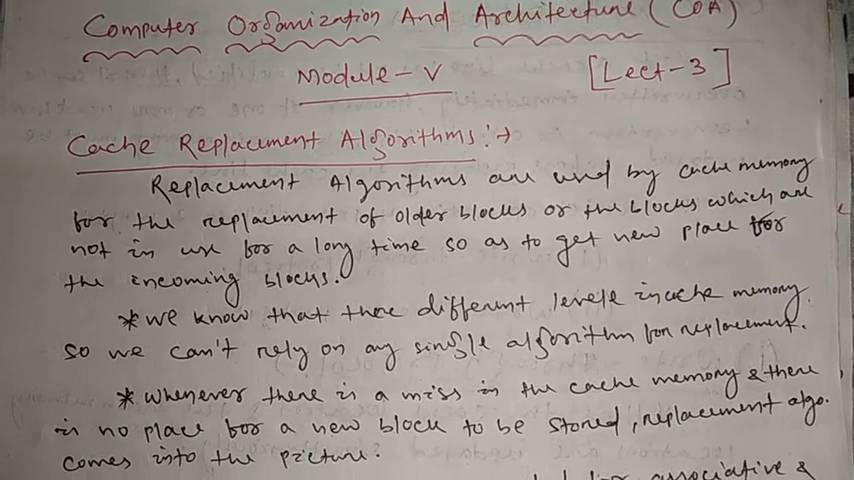 Computer Organization And Architecture (COA)
Module - V [Lect-3]
Cache Replacement Algorithms:→
Replacement Algorithms are used by cache memory
for the replacement of older blocks or the blocks which are
not in use for a long time so as to get new place for
the incoming blocks.
*we know that there different levels in cache memory.
so we can't rely on any single algorithm for replacement.
* whenever there is a miss in the cache memory & there
is no place for a new block to be stored, replacement algo.
comes into the picture.
for associative &